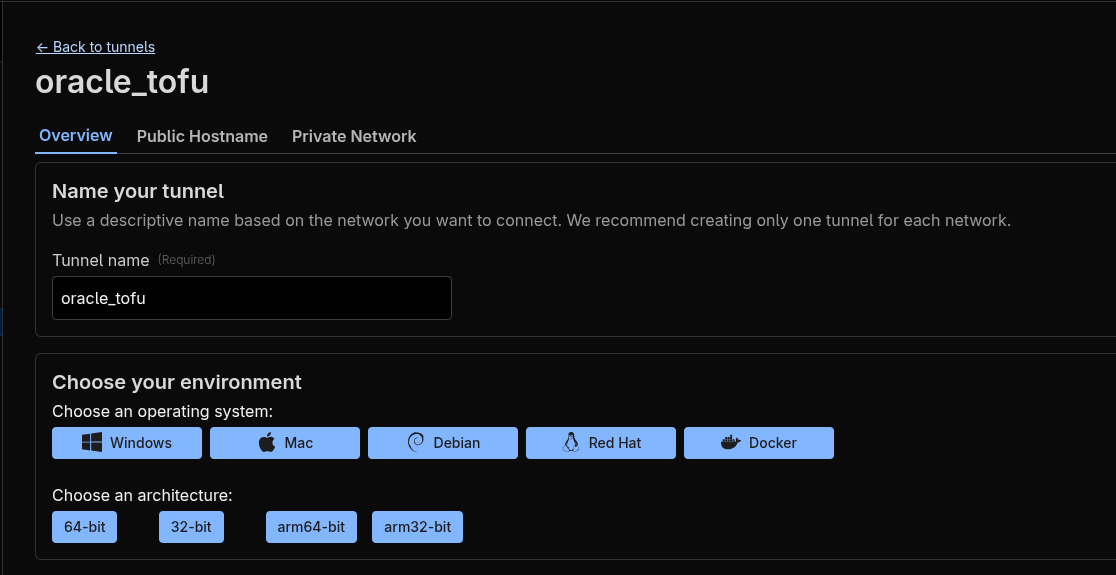 ← Back to tunnels
oracle_tofu
Overview Public Hostname Private Network
Name your tunnel
Use a descriptive name based on the network you want to connect. We recommend creating only one tunnel for each network.
Tunnel name (Required)
oracle_tofu
Choose your environment
Choose an operating system:
Windows Mac Debian Red Hat Docker
Choose an architecture:
64-bit 32-bit arm64-bit arm32-bit